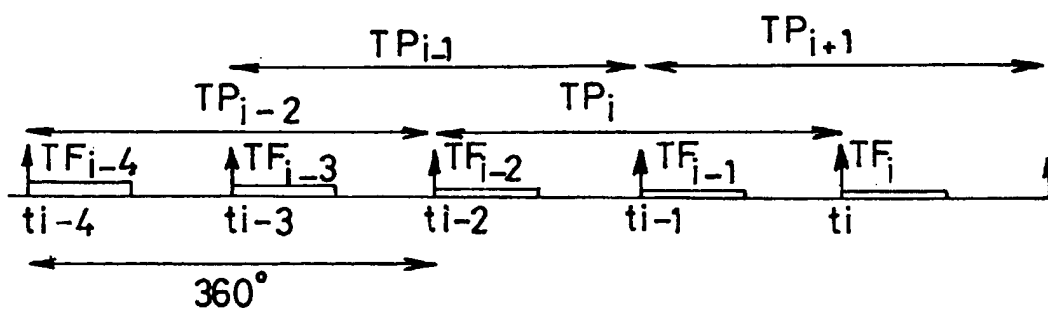 TPi-1 TPi+1
TPi-2 TPi
TFi-4 TFi-3 TFi-2 TFi-1 TFi
ti-4 ti-3 ti-2 ti-1 ti
360°